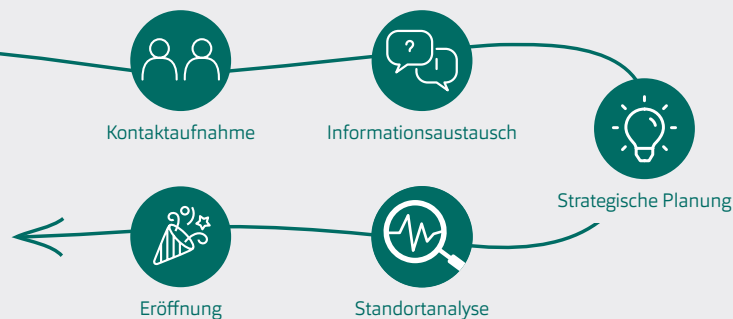 Kontaktaufnahme
Informationsaustausch
Strategische Planung
Standortanalyse
Eröffnung